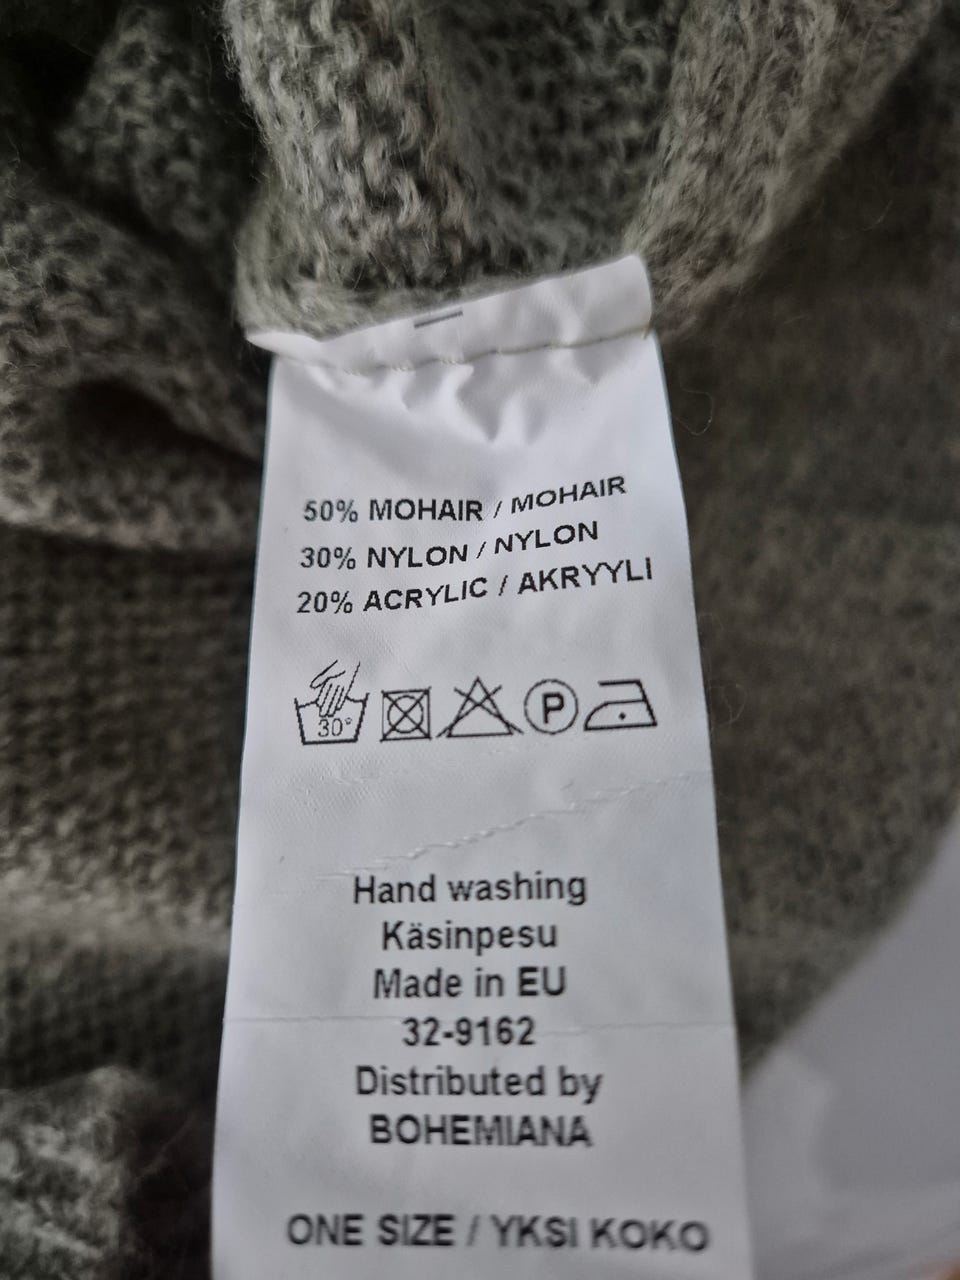 50% MOHAIR / MOHAIR
30% NYLON / NYLON
20% ACRYLIC / AKRYYLI
30° P
Hand washing
Käsinpesu
Made in EU
32-9162
Distributed by
BOHEMIANA
ONE SIZE / YKSI KOKO